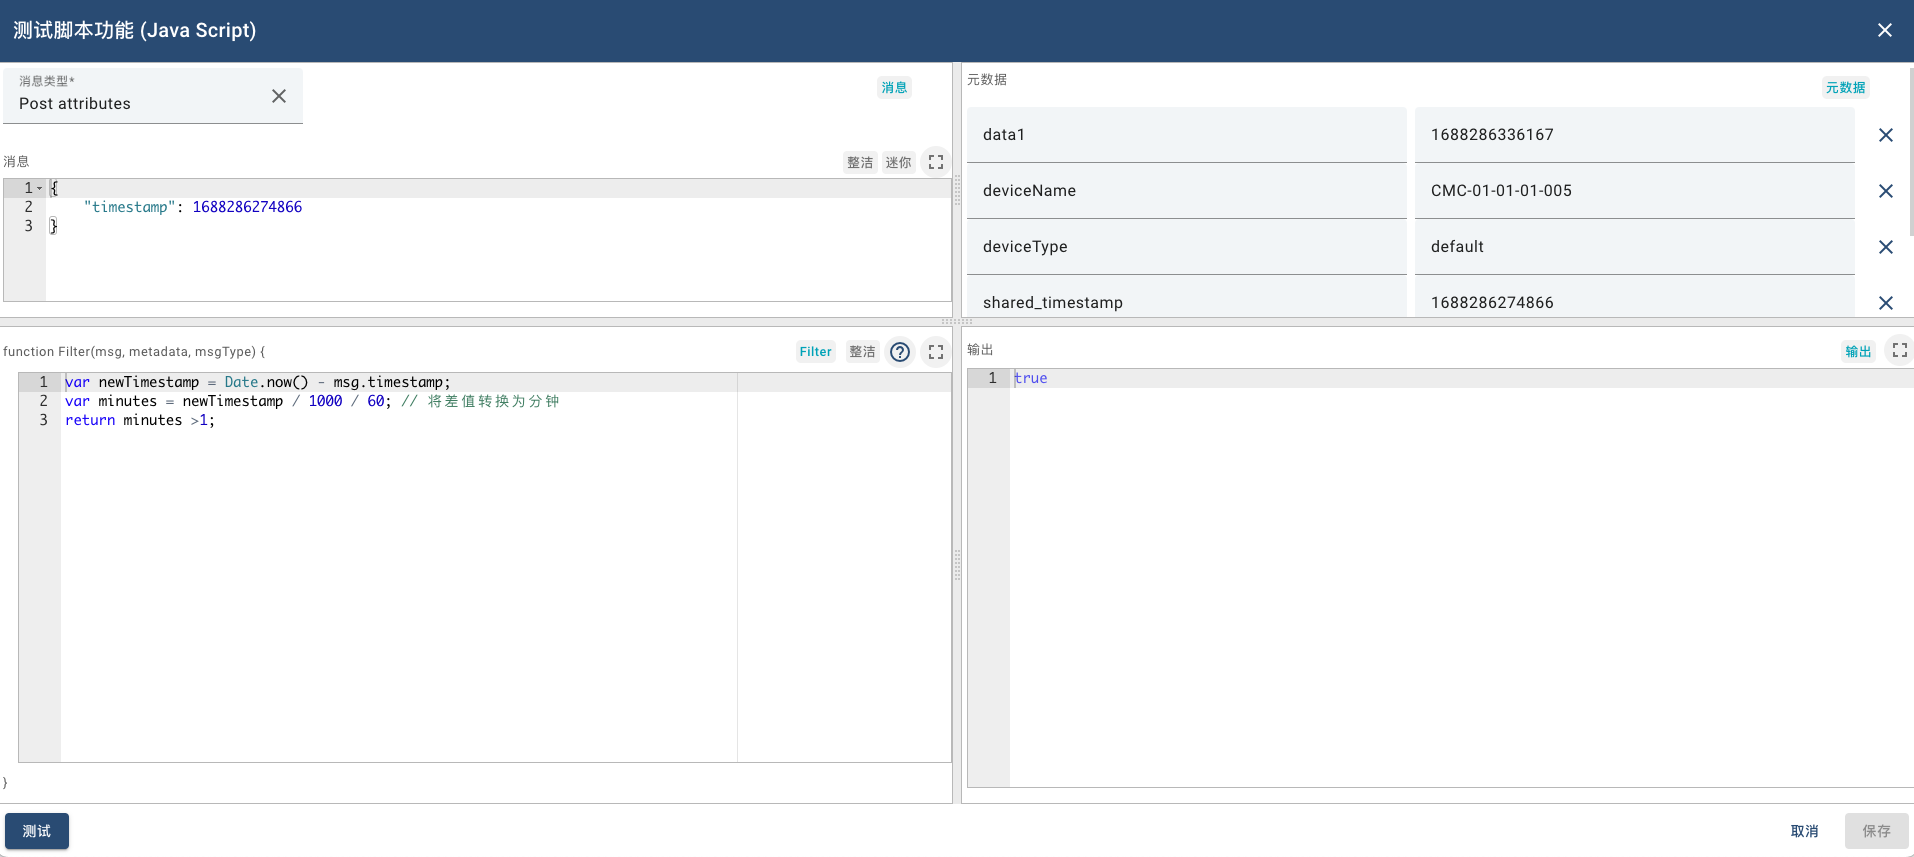 测试脚本功能 (Java Script)
消息类型*
Post attributes
消息
消息
整洁 迷你
1 {
2 "timestamp": 1688286274866
3 }
元数据
元数据
data1 1688286336167
deviceName CMC-01-01-01-005
deviceType default
shared_timestamp 1688286274866
function Filter(msg, metadata, msgType) {
Filter 整洁
1 var newTimestamp = Date.now() - msg.timestamp;
2 var minutes = newTimestamp / 1000 / 60; // 将差值转换为分钟
3 return minutes >1;
}
输出
输出
1 true
测试
取消
保存